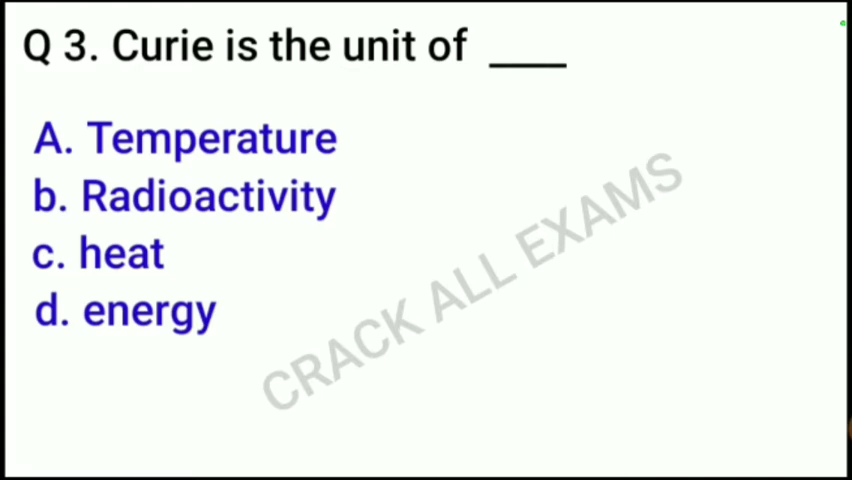 Q 3. Curie is the unit of ____
A. Temperature
b. Radioactivity
c. heat
d. energy
CRACK ALL EXAMS